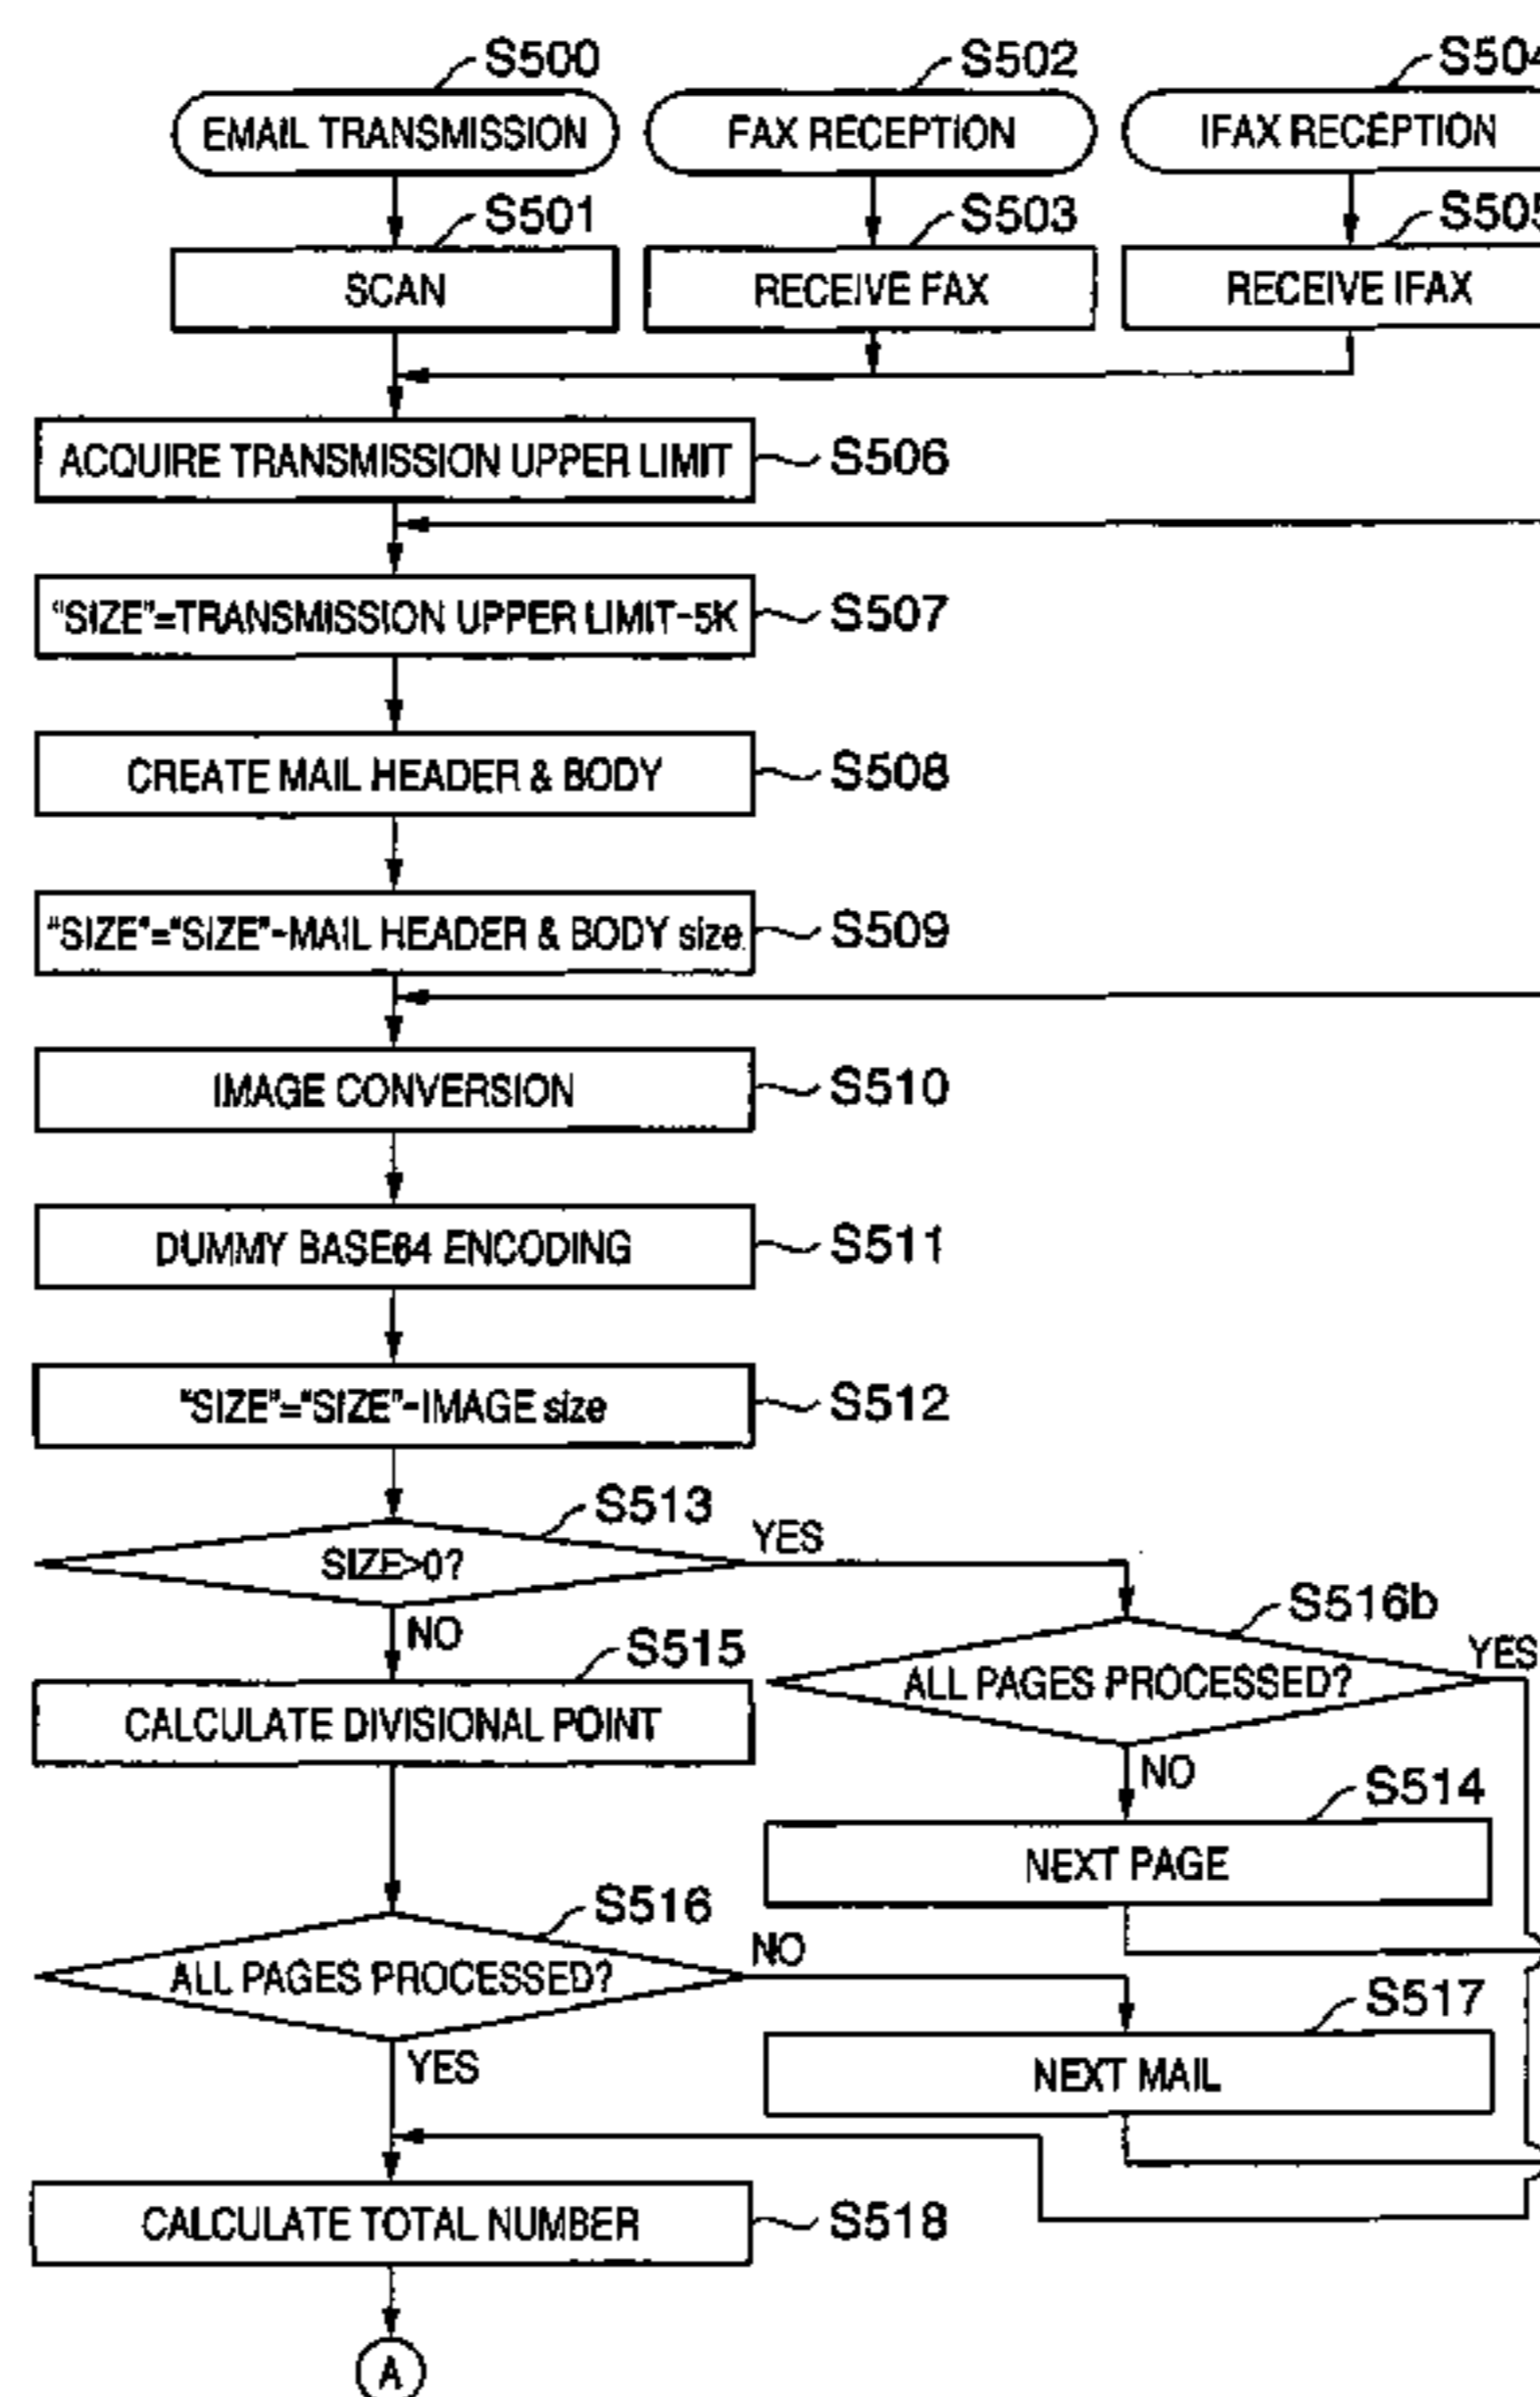 S500
S502
S504
EMAIL TRANSMISSION
FAX RECEPTION
IFAX RECEPTION
S501
S503
S505
SCAN
RECEIVE FAX
RECEIVE IFAX
ACQUIRE TRANSMISSION UPPER LIMIT
S506
"SIZE"=TRANSMISSION UPPER LIMIT-5K
S507
CREATE MAIL HEADER & BODY
S508
"SIZE"="SIZE"-MAIL HEADER & BODY size
S509
IMAGE CONVERSION
S510
DUMMY BASE64 ENCODING
S511
"SIZE"="SIZE"-IMAGE size
S512
S513
SIZE>0?
YES
NO
S516b
ALL PAGES PROCESSED?
YES
S515
CALCULATE DIVISIONAL POINT
NO
S514
NEXT PAGE
S516
ALL PAGES PROCESSED?
NO
S517
NEXT MAIL
YES
CALCULATE TOTAL NUMBER
S518
A